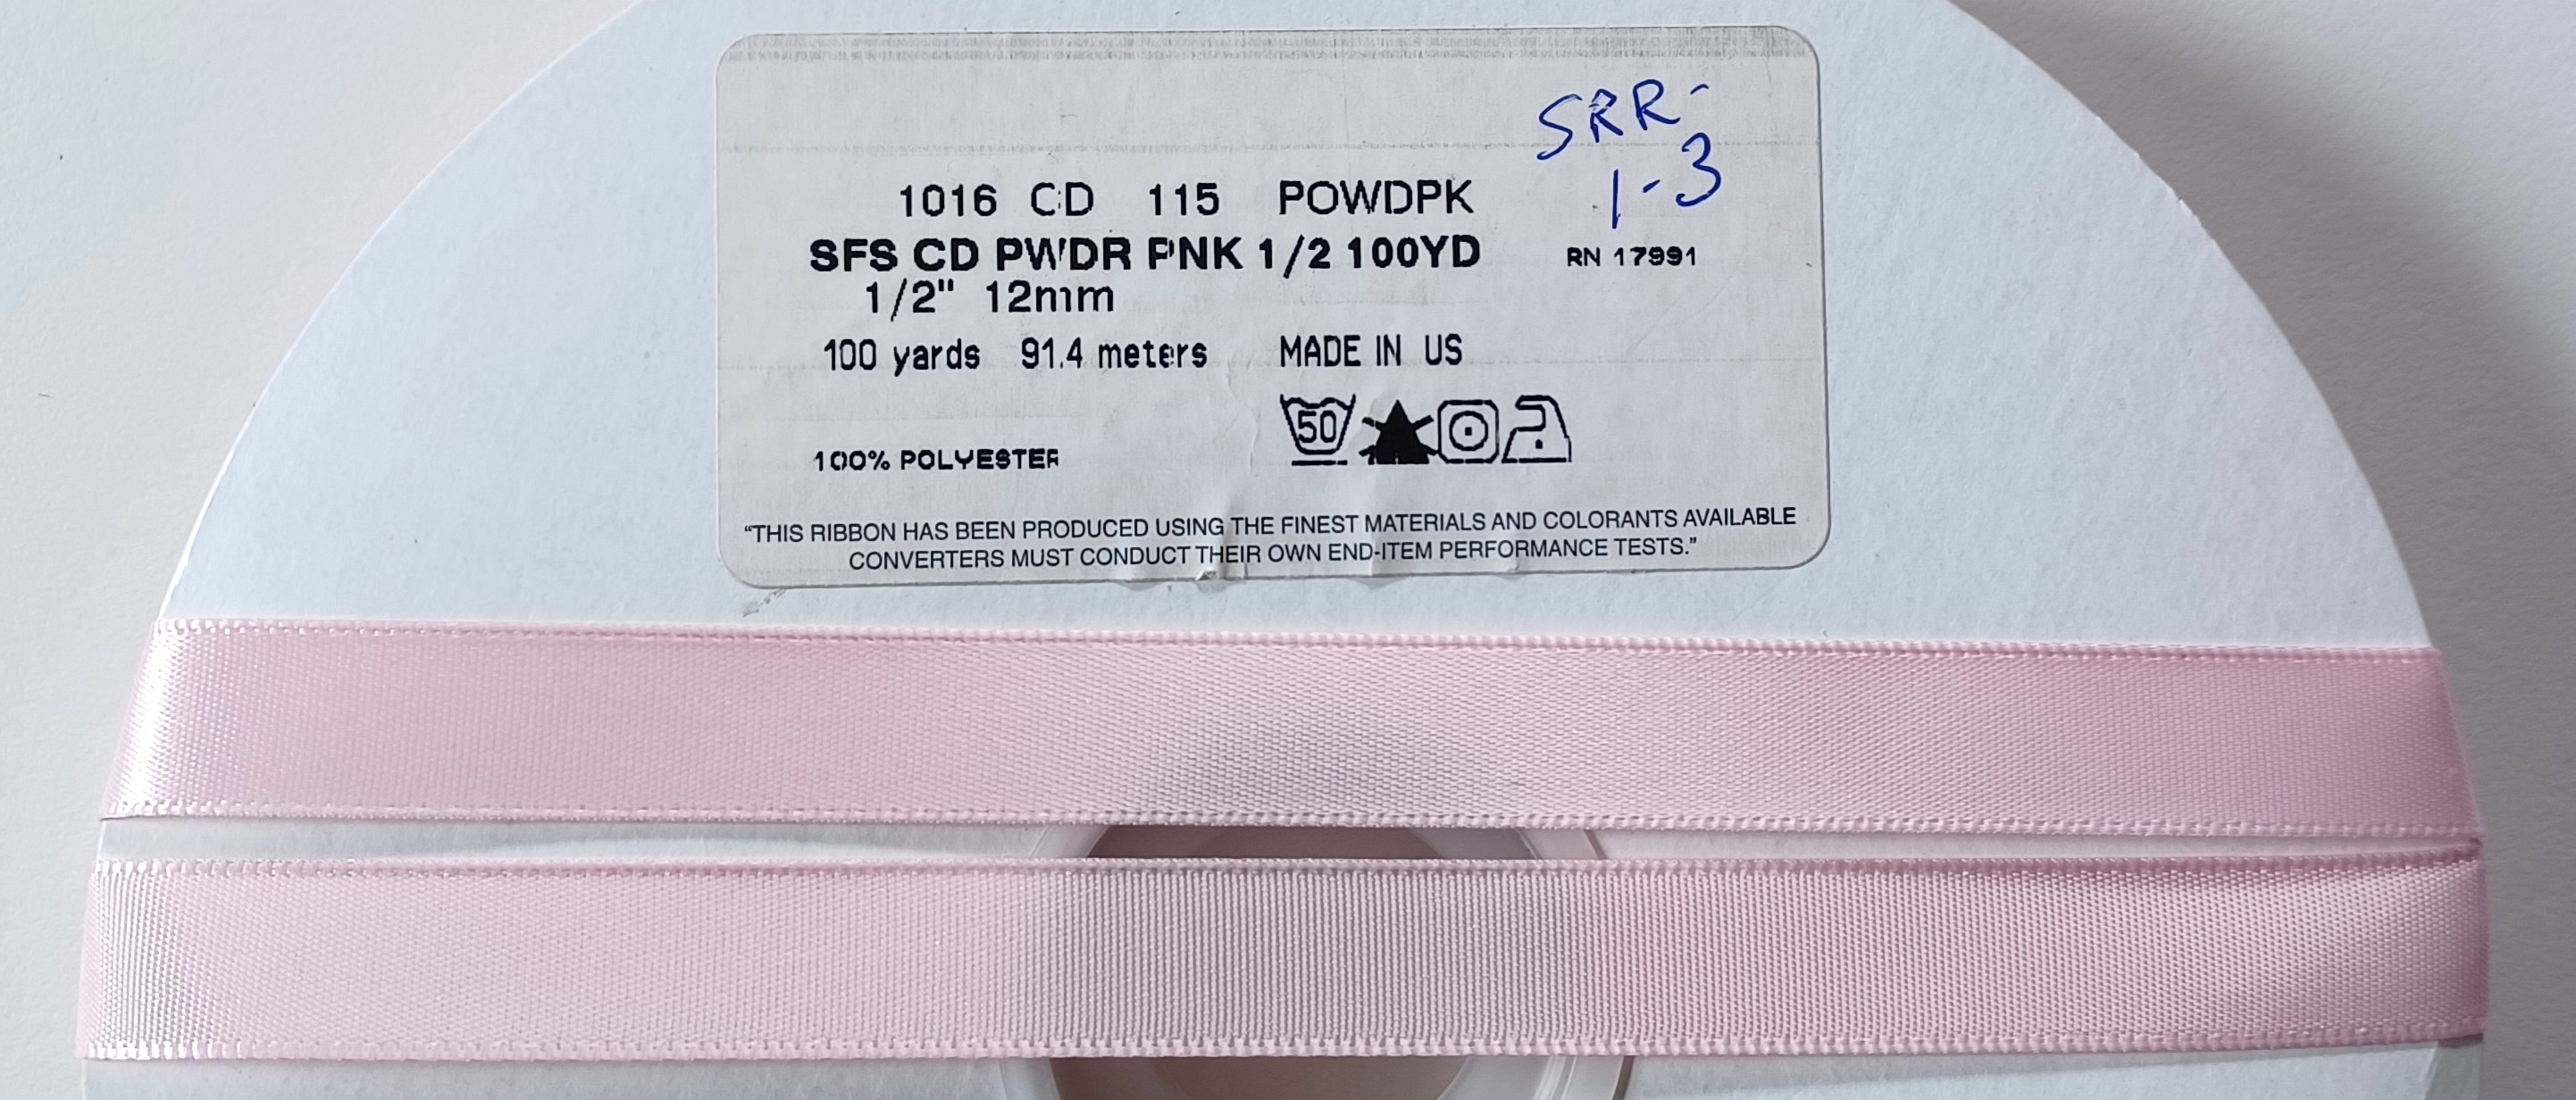 SRR-
1-3
1016 CD 115 POWDPK
SFS CD PWDR PNK 1/2 100YD
RN 17991
1/2" 12mm
100 yards 91.4 meters MADE IN US
50
100% POLYESTER
“THIS RIBBON HAS BEEN PRODUCED USING THE FINEST MATERIALS AND COLORANTS AVAILABLE
CONVERTERS MUST CONDUCT THEIR OWN END-ITEM PERFORMANCE TESTS.”